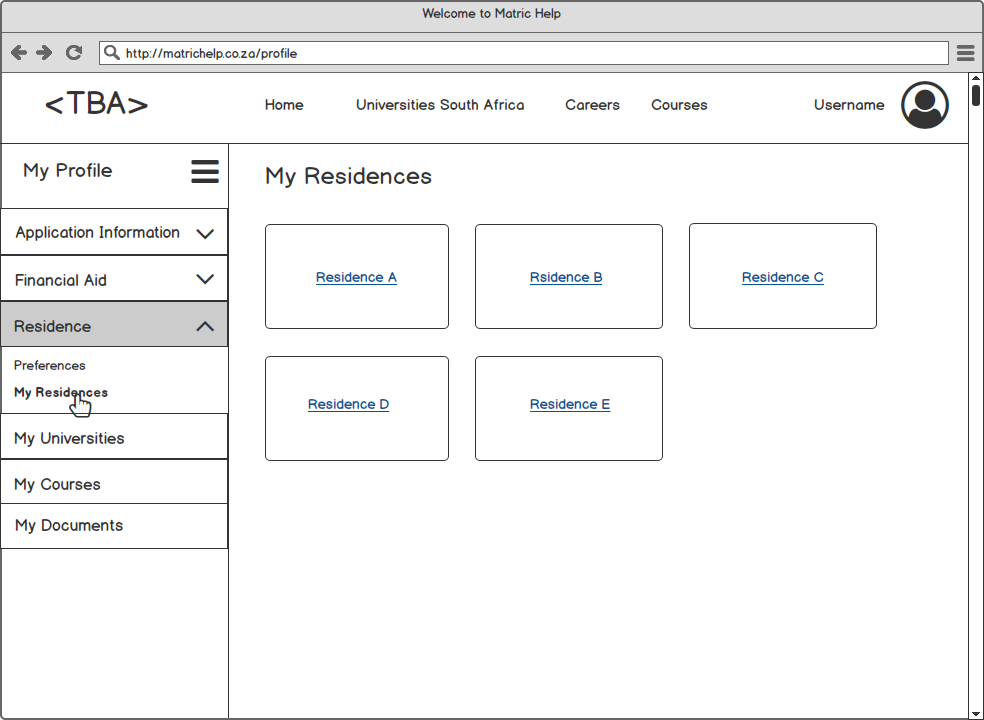 Welcome to Matric Help
http://matrichelp.co.za/profile
<TBA>
Home Universities South Africa Careers Courses Username
My Profile
Application Information
Financial Aid
Residence
Preferences
My Residences
My Universities
My Courses
My Documents
My Residences
Residence A Rsidence B Residence C
Residence D Residence E